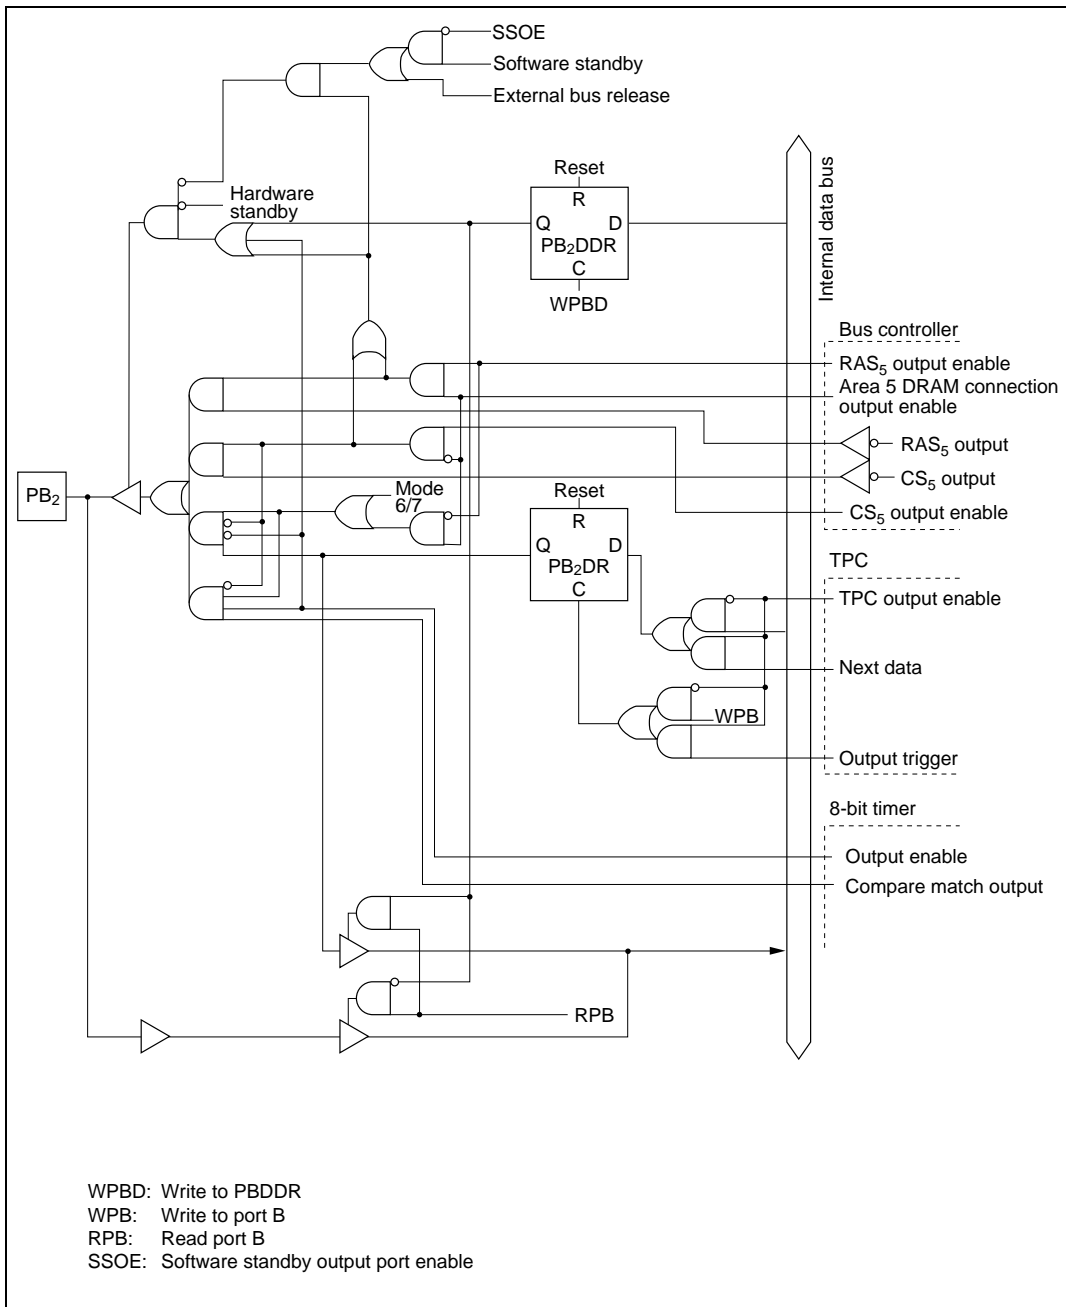 SSOE
Software standby
External bus release
Hardware
standby
Reset
R
Q D
PB₂DDR
C
WPBD
Internal data bus
Bus controller
RAS₅ output enable
Area 5 DRAM connection
output enable
RAS₅ output
CS₅ output
CS₅ output enable
PB₂
Mode
6/7
Reset
R
Q D
PB₂DR
C
TPC
TPC output enable
Next data
WPB
Output trigger
8-bit timer
Output enable
Compare match output
RPB
WPBD: Write to PBDDR
WPB: Write to port B
RPB: Read port B
SSOE: Software standby output port enable